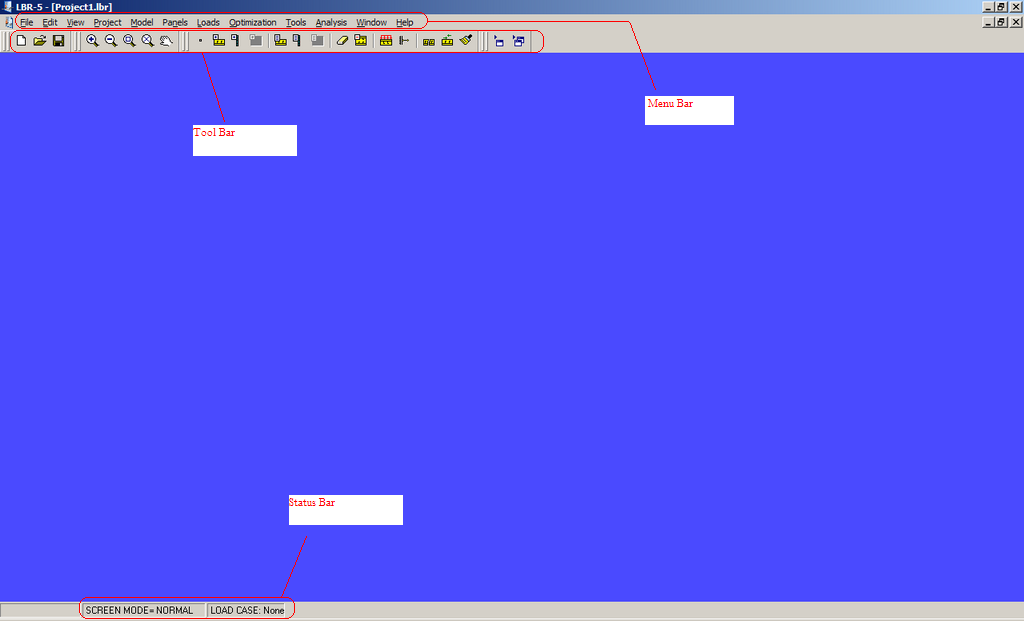 LBR-5 - [Project1.lbr]
File Edit View Project Model Panels Loads Optimization Tools Analysis Window Help
Menu Bar
Tool Bar
Status Bar
SCREEN MODE= NORMAL LOAD CASE: None